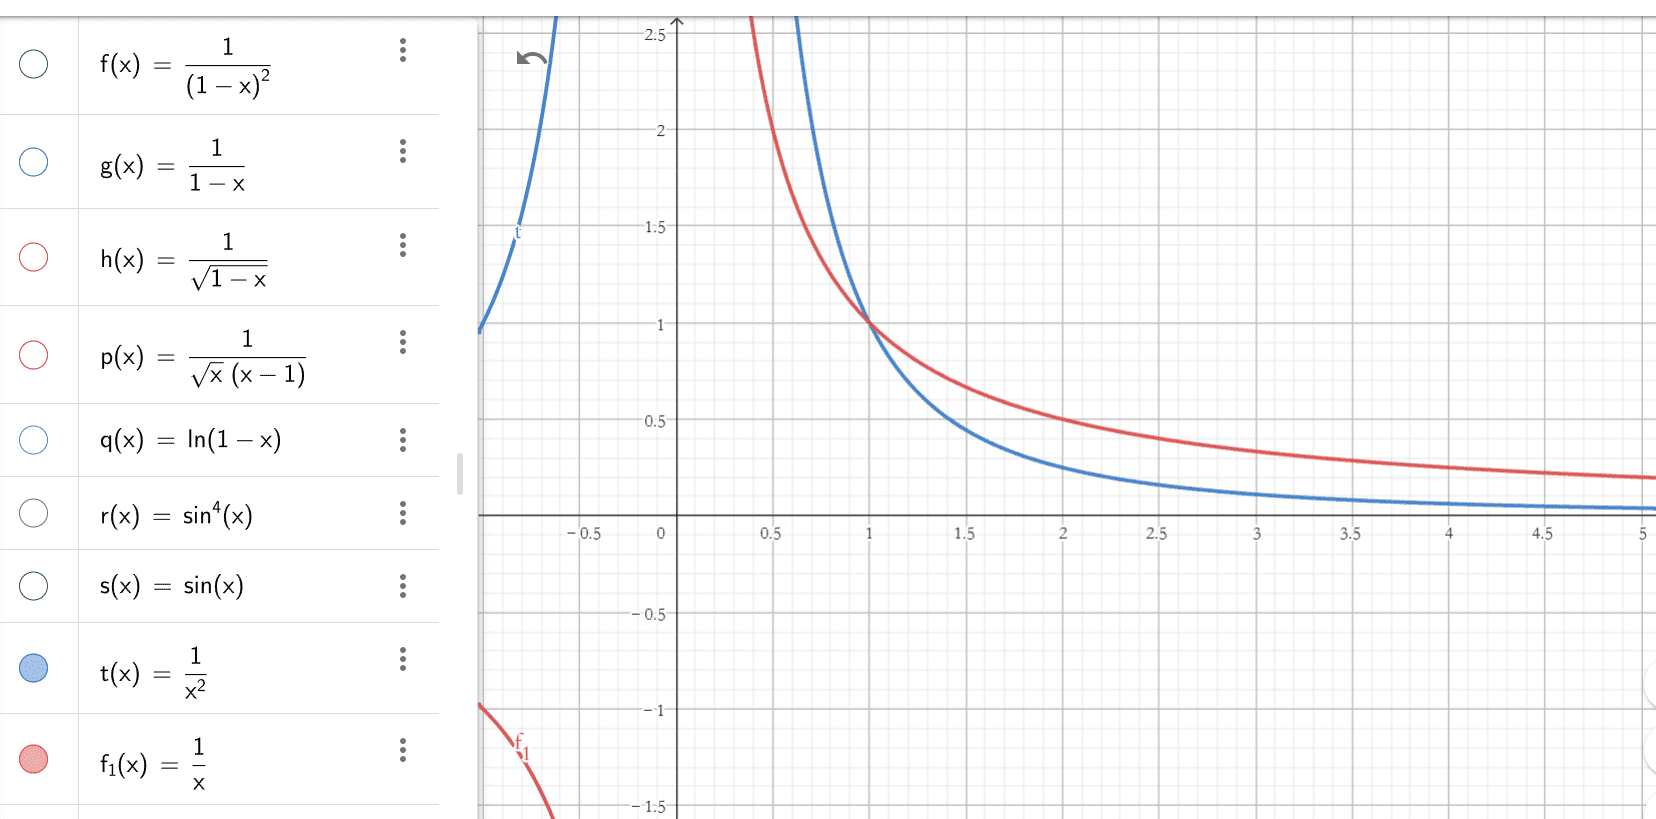 f(x) = 1/(1 − x)²
g(x) = 1/(1 − x)
h(x) = 1/√(1 − x)
p(x) = 1/(√x (x − 1))
q(x) = ln(1 − x)
r(x) = sin⁴(x)
s(x) = sin(x)
t(x) = 1/x²
f₁(x) = 1/x
2.5
2
t
1.5
1
0.5
−0.5 0 0.5 1 1.5 2 2.5 3 3.5 4 4.5 5
−0.5
−1
f₁
−1.5